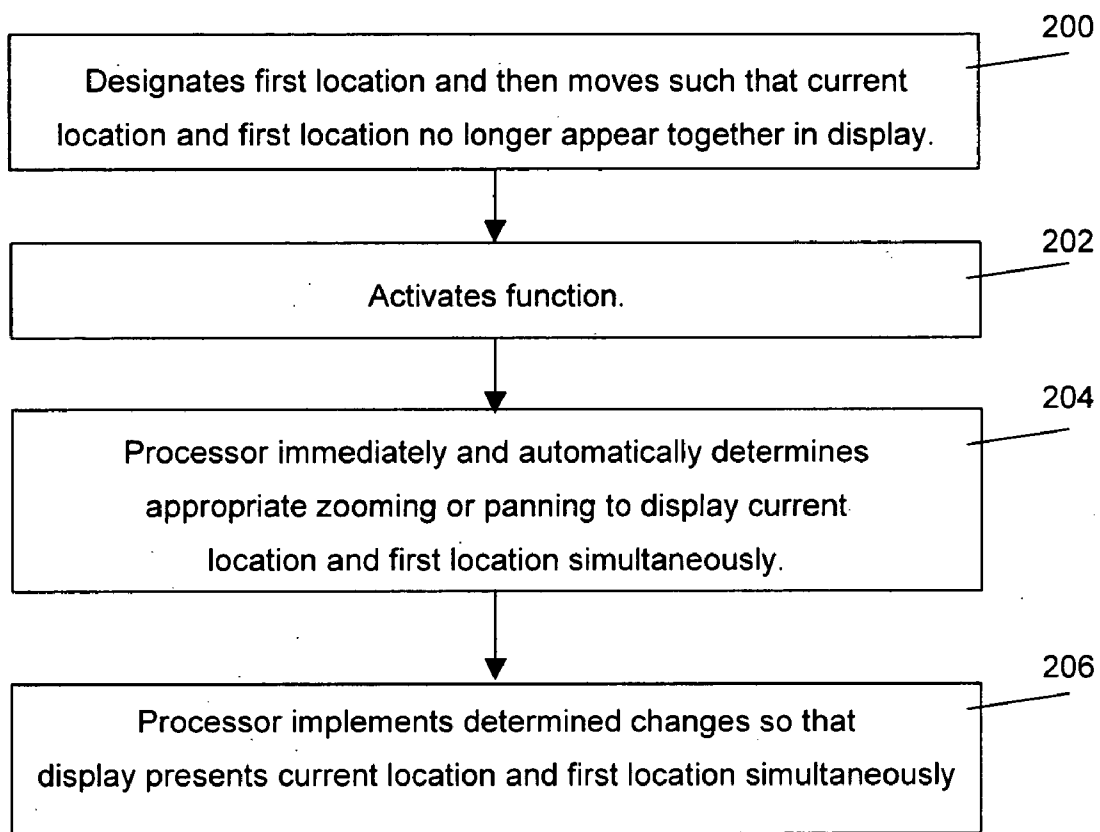 200
Designates first location and then moves such that current
location and first location no longer appear together in display.
202
Activates function.
204
Processor immediately and automatically determines
appropriate zooming or panning to display current
location and first location simultaneously.
206
Processor implements determined changes so that
display presents current location and first location simultaneously